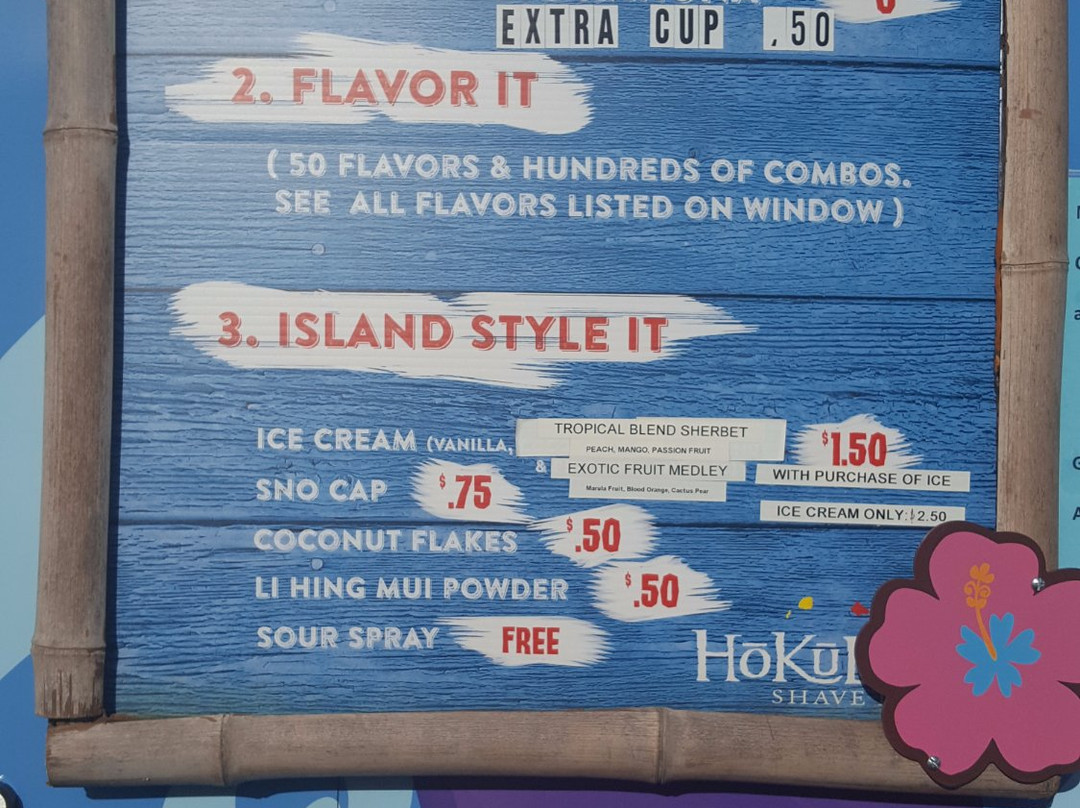 EXTRA CUP .50
2. FLAVOR IT
( 50 FLAVORS & HUNDREDS OF COMBOS.
SEE ALL FLAVORS LISTED ON WINDOW )
3. ISLAND STYLE IT
ICE CREAM (VANILLA, TROPICAL BLEND SHERBET $1.50
PEACH, MANGO, PASSION FRUIT
& EXOTIC FRUIT MEDLEY WITH PURCHASE OF ICE
Marula Fruit, Blood Orange, Cactus Pear
SNO CAP $.75
ICE CREAM ONLY: $2.50
COCONUT FLAKES $.50
LI HING MUI POWDER $.50
SOUR SPRAY FREE
SHAVE